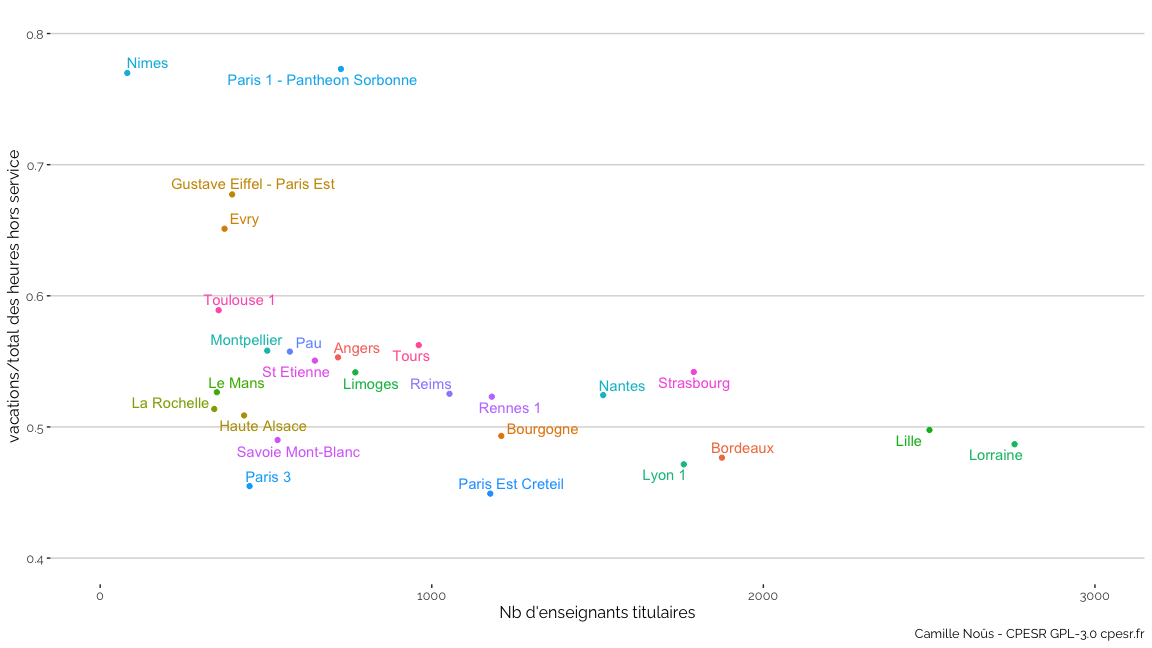 0.8
Nimes
Paris 1 - Pantheon Sorbonne
0.7
Gustave Eiffel - Paris Est
Evry
0.6
Toulouse 1
Montpellier
Pau
Angers
Tours
St Etienne
Le Mans
Limoges
Reims
Nantes
Strasbourg
La Rochelle
Rennes 1
Haute Alsace
0.5
Bourgogne
Savoie Mont-Blanc
Lille
Bordeaux
Lorraine
Paris 3
Paris Est Creteil
Lyon 1
0.4
vacations/total des heures hors service
0
1000
2000
3000
Nb d'enseignants titulaires
Camille Noûs - CPESR GPL-3.0 cpesr.fr